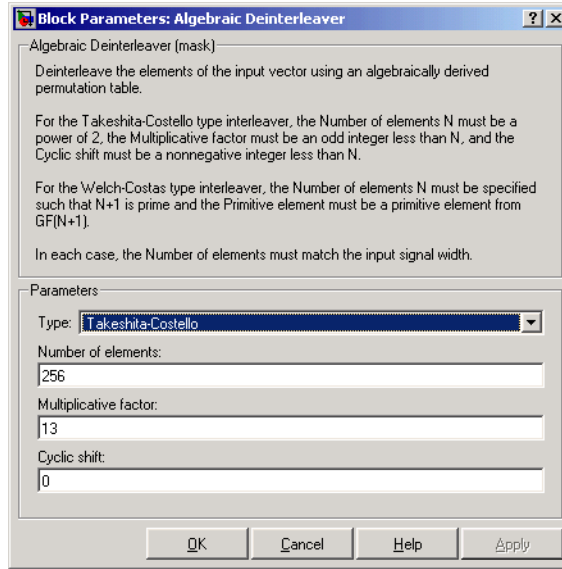 Block Parameters: Algebraic Deinterleaver
Algebraic Deinterleaver (mask)
Deinterleave the elements of the input vector using an algebraically derived
permutation table.
For the Takeshita-Costello type interleaver, the Number of elements N must be a
power of 2, the Multiplicative factor must be an odd integer less than N, and the
Cyclic shift must be a nonnegative integer less than N.
For the Welch-Costas type interleaver, the Number of elements N must be specified
such that N+1 is prime and the Primitive element must be a primitive element from
GF(N+1).
In each case, the Number of elements must match the input signal width.
Parameters
Type: Takeshita-Costello
Number of elements:
256
Multiplicative factor:
13
Cyclic shift:
0
OK Cancel Help Apply